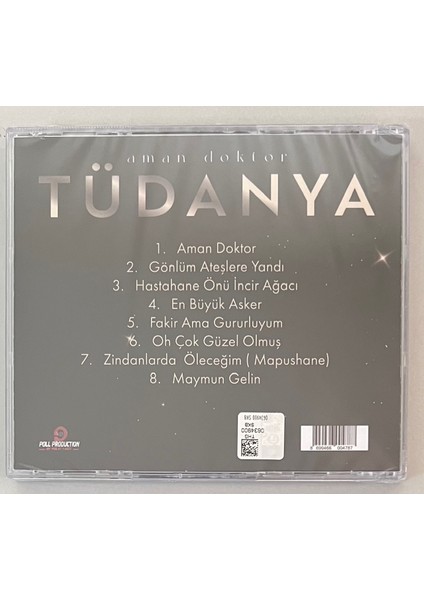 aman doktor
TÜDANYA
1. Aman Doktor
2. Gönlüm Ateşlere Yandı
3. Hastahane Önü İncir Ağacı
4. En Büyük Asker
5. Fakir Ama Gururluyum
6. Oh Çok Güzel Olmuş
7. Zindanlarda Öleceğim ( Mapushane)
8. Maymun Gelin
POLL PRODUCTION